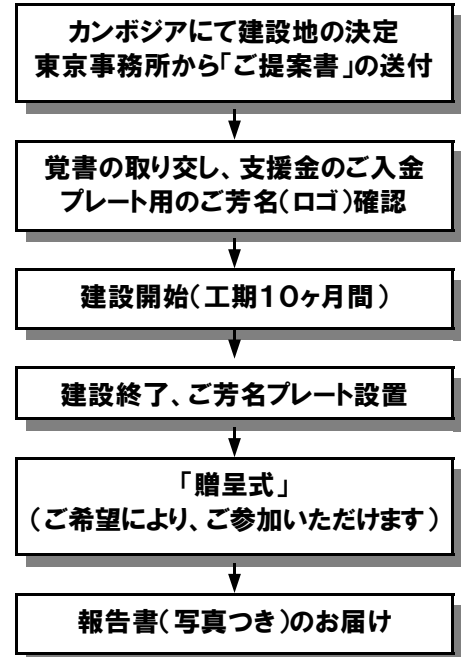 カンボジアにて建設地の決定
東京事務所から「ご提案書」の送付
覚書の取り交し、支援金のご入金
プレート用のご芳名(ロゴ)確認
建設開始(工期10ヶ月間)
建設終了、ご芳名プレート設置
「贈呈式」
(ご希望により、ご参加いただけます)
報告書(写真つき)のお届け